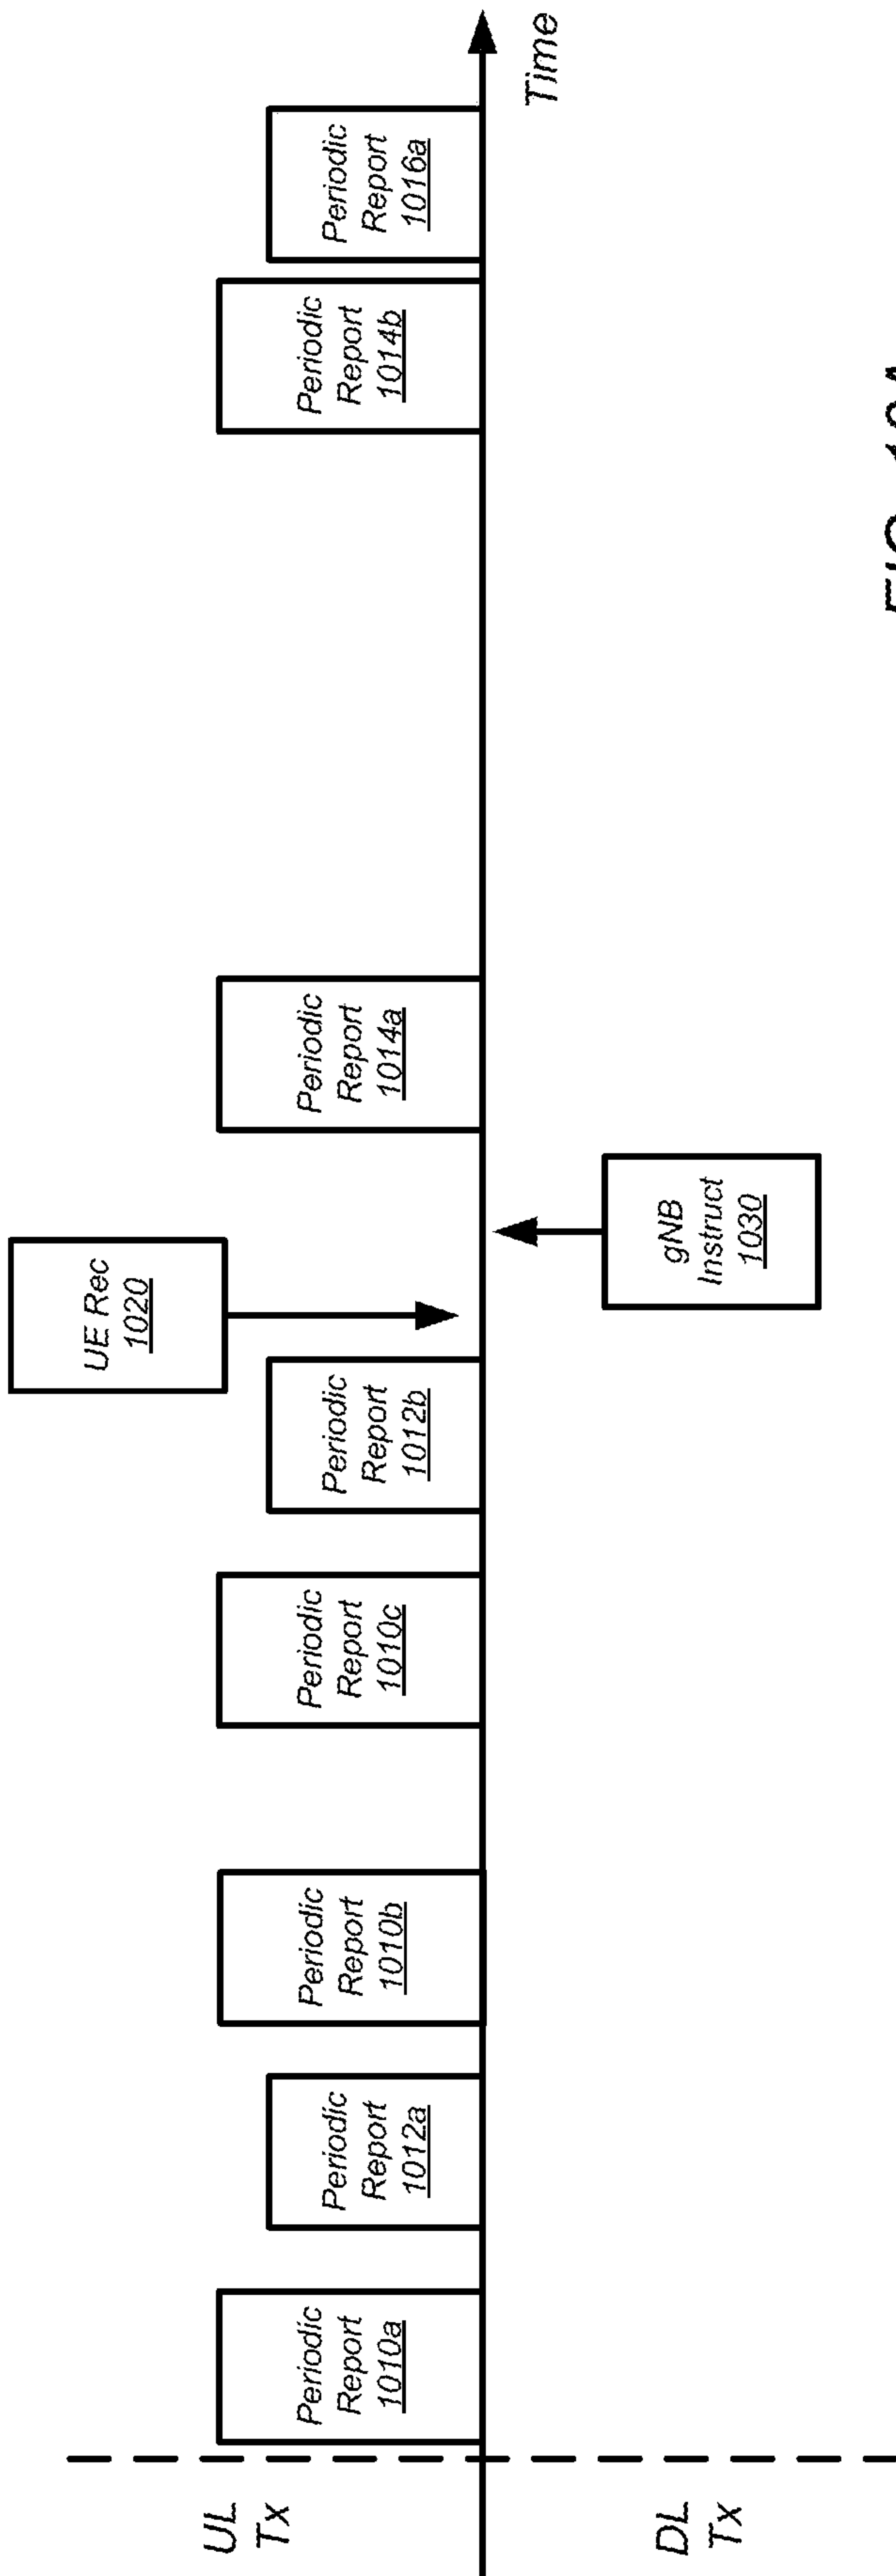 UL
Tx
Periodic
Report
1010a
Periodic
Report
1012a
Periodic
Report
1010b
Periodic
Report
1010c
Periodic
Report
1012b
UE Rec
1020
Periodic
Report
1014a
Periodic
Report
1014b
Periodic
Report
1016a
Time
DL
Tx
gNB
Instruct
1030